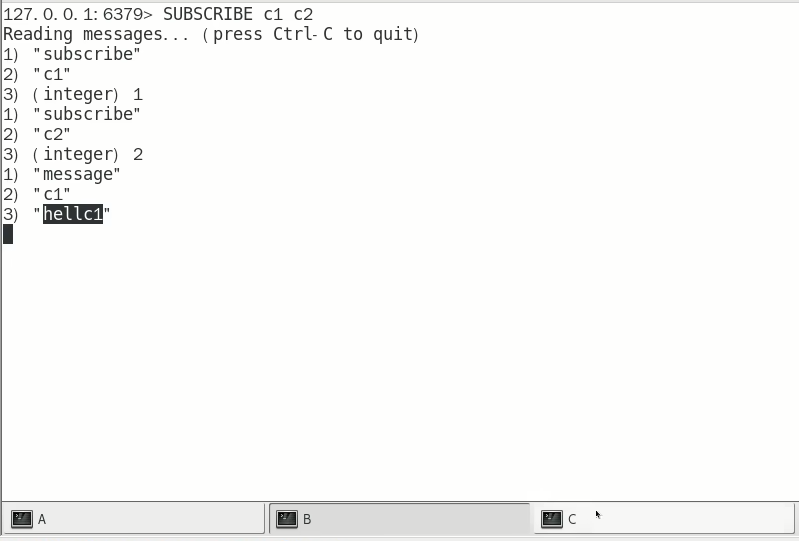 127.0.0.1:6379> SUBSCRIBE c1 c2
Reading messages... (press Ctrl-C to quit)
1) "subscribe"
2) "c1"
3) (integer) 1
1) "subscribe"
2) "c2"
3) (integer) 2
1) "message"
2) "c1"
3) "hellc1"
A
B
C